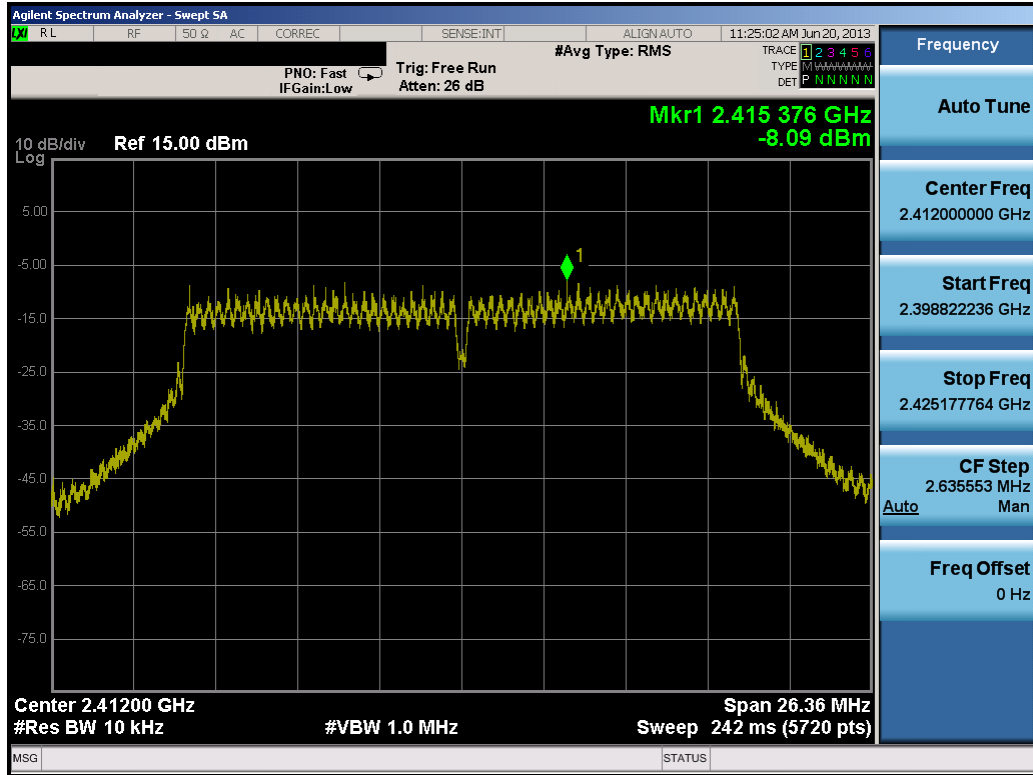 Agilent Spectrum Analyzer - Swept SA
LXI RL RF 50 Ω AC CORREC SENSE:INT ALIGN AUTO 11:25:02 AM Jun 20, 2013
Frequency
PNO: Fast
IFGain:Low
Trig: Free Run
Atten: 26 dB
#Avg Type: RMS
TRACE 1 2 3 4 5 6
TYPE M WWWWW
DET P N N N N N
Auto Tune
Mkr1 2.415 376 GHz
-8.09 dBm
10 dB/div Ref 15.00 dBm
Log
1
5.00
-5.00
-15.0
-25.0
-35.0
-45.0
-55.0
-65.0
-75.0
Center Freq
2.412000000 GHz
Start Freq
2.398822236 GHz
Stop Freq
2.425177764 GHz
CF Step
2.635553 MHz
Auto Man
Freq Offset
0 Hz
Center 2.41200 GHz Span 26.36 MHz
#Res BW 10 kHz #VBW 1.0 MHz Sweep 242 ms (5720 pts)
MSG STATUS